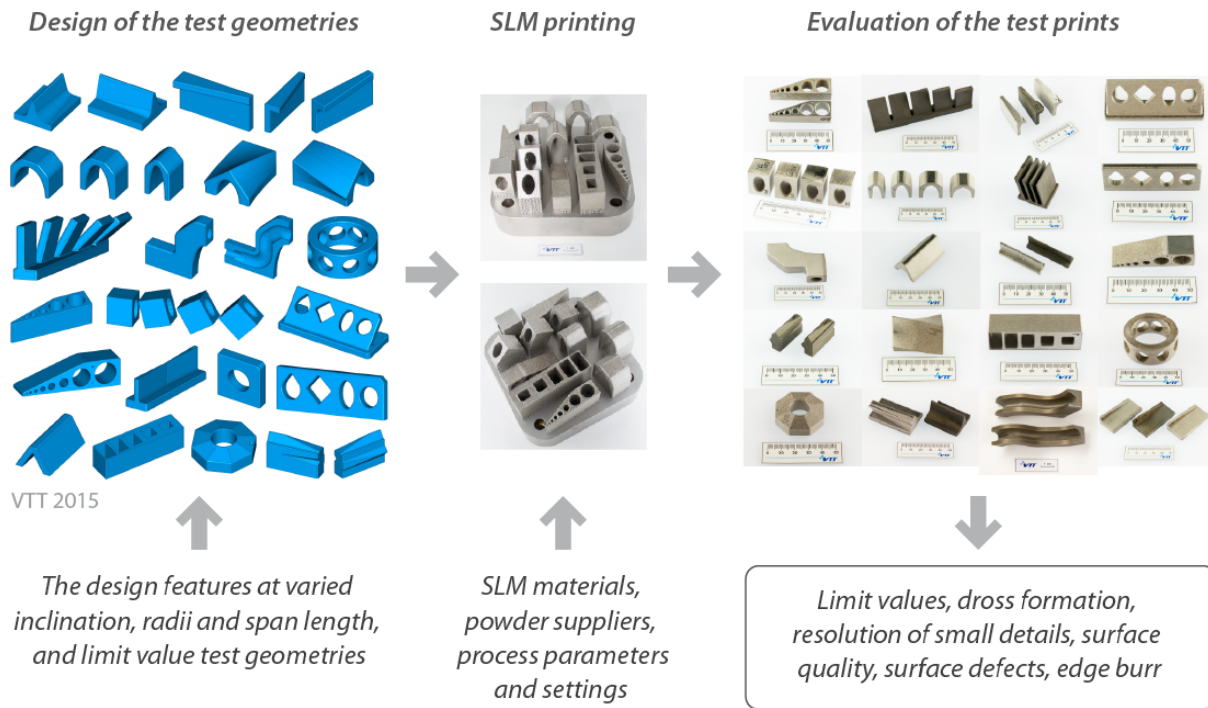 Design of the test geometries
SLM printing
Evaluation of the test prints
VTT 2015
The design features at varied
inclination, radii and span length,
and limit value test geometries
SLM materials,
powder suppliers,
process parameters
and settings
Limit values, dross formation,
resolution of small details, surface
quality, surface defects, edge burr